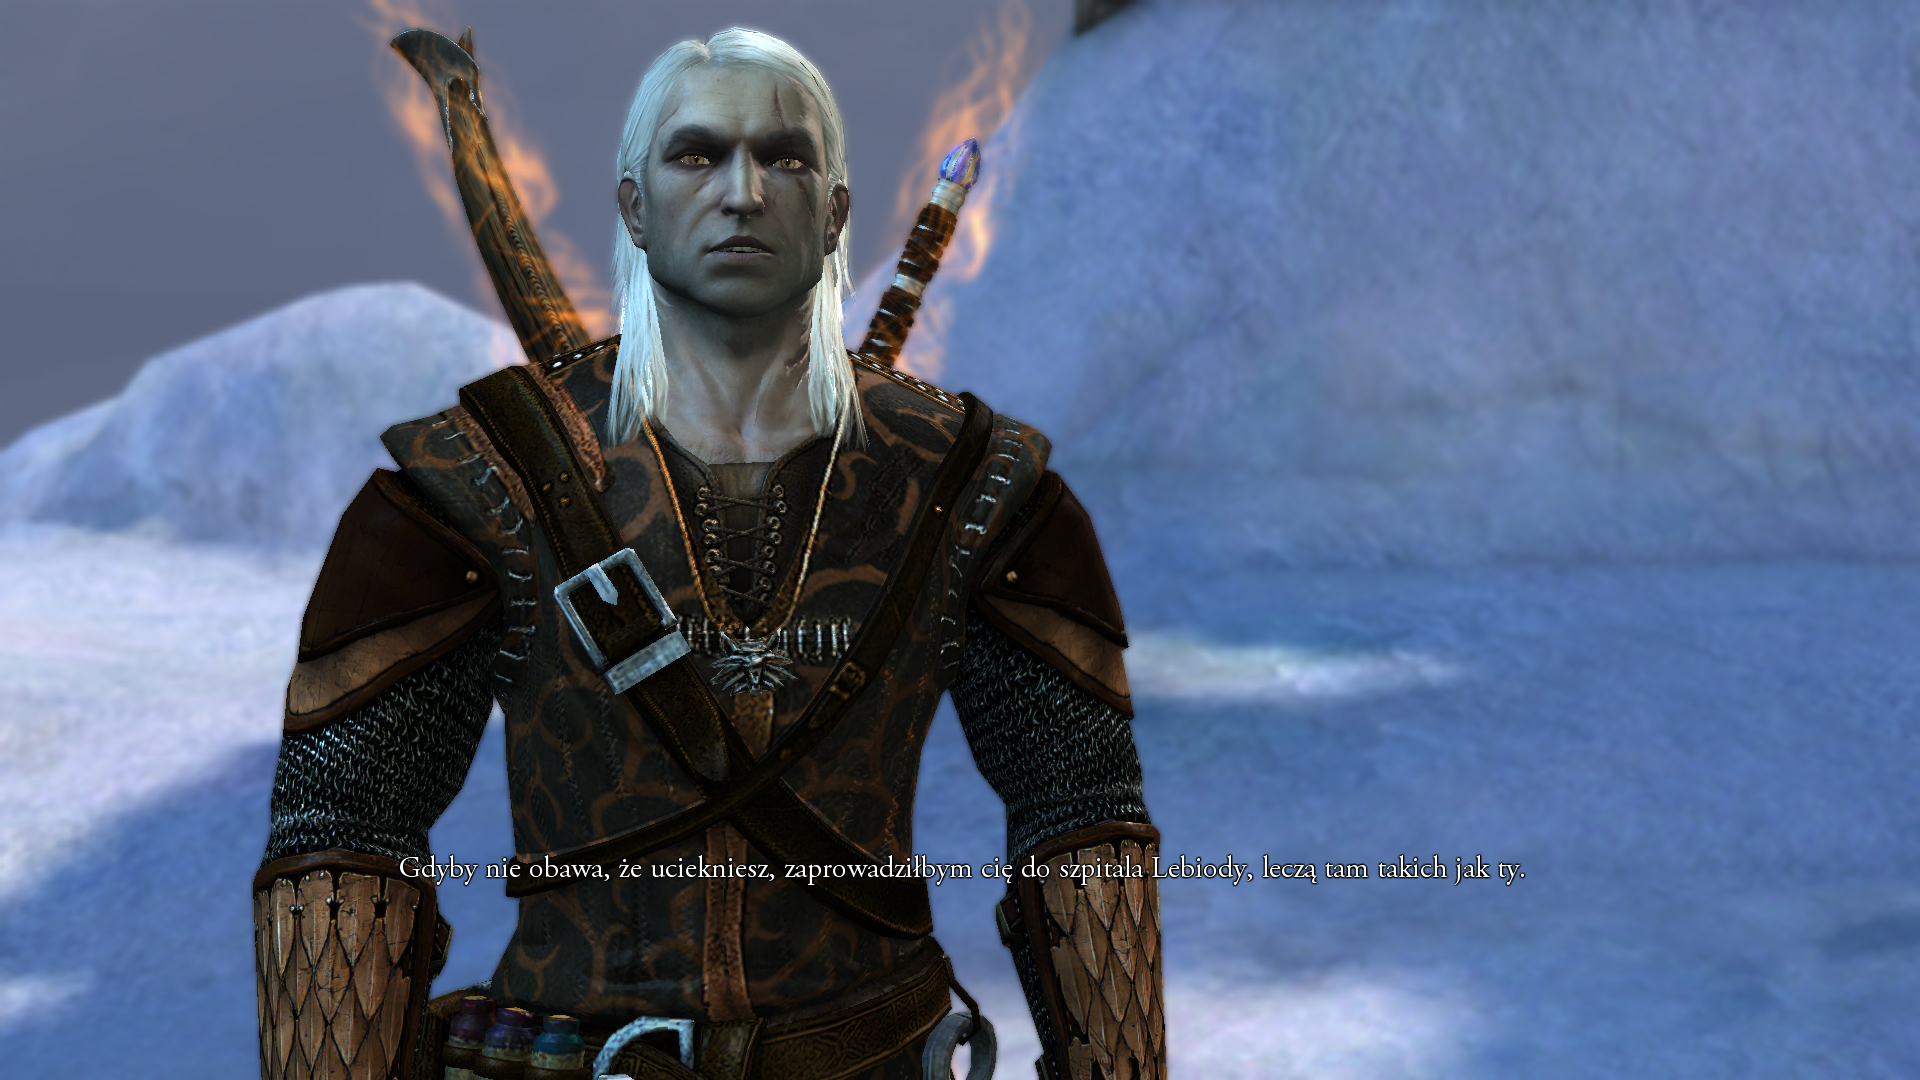 Gdyby nie obawa, że uciekniesz, zaprowadziłbym cię do szpitala Lebiody, leczą tam takich jak ty.